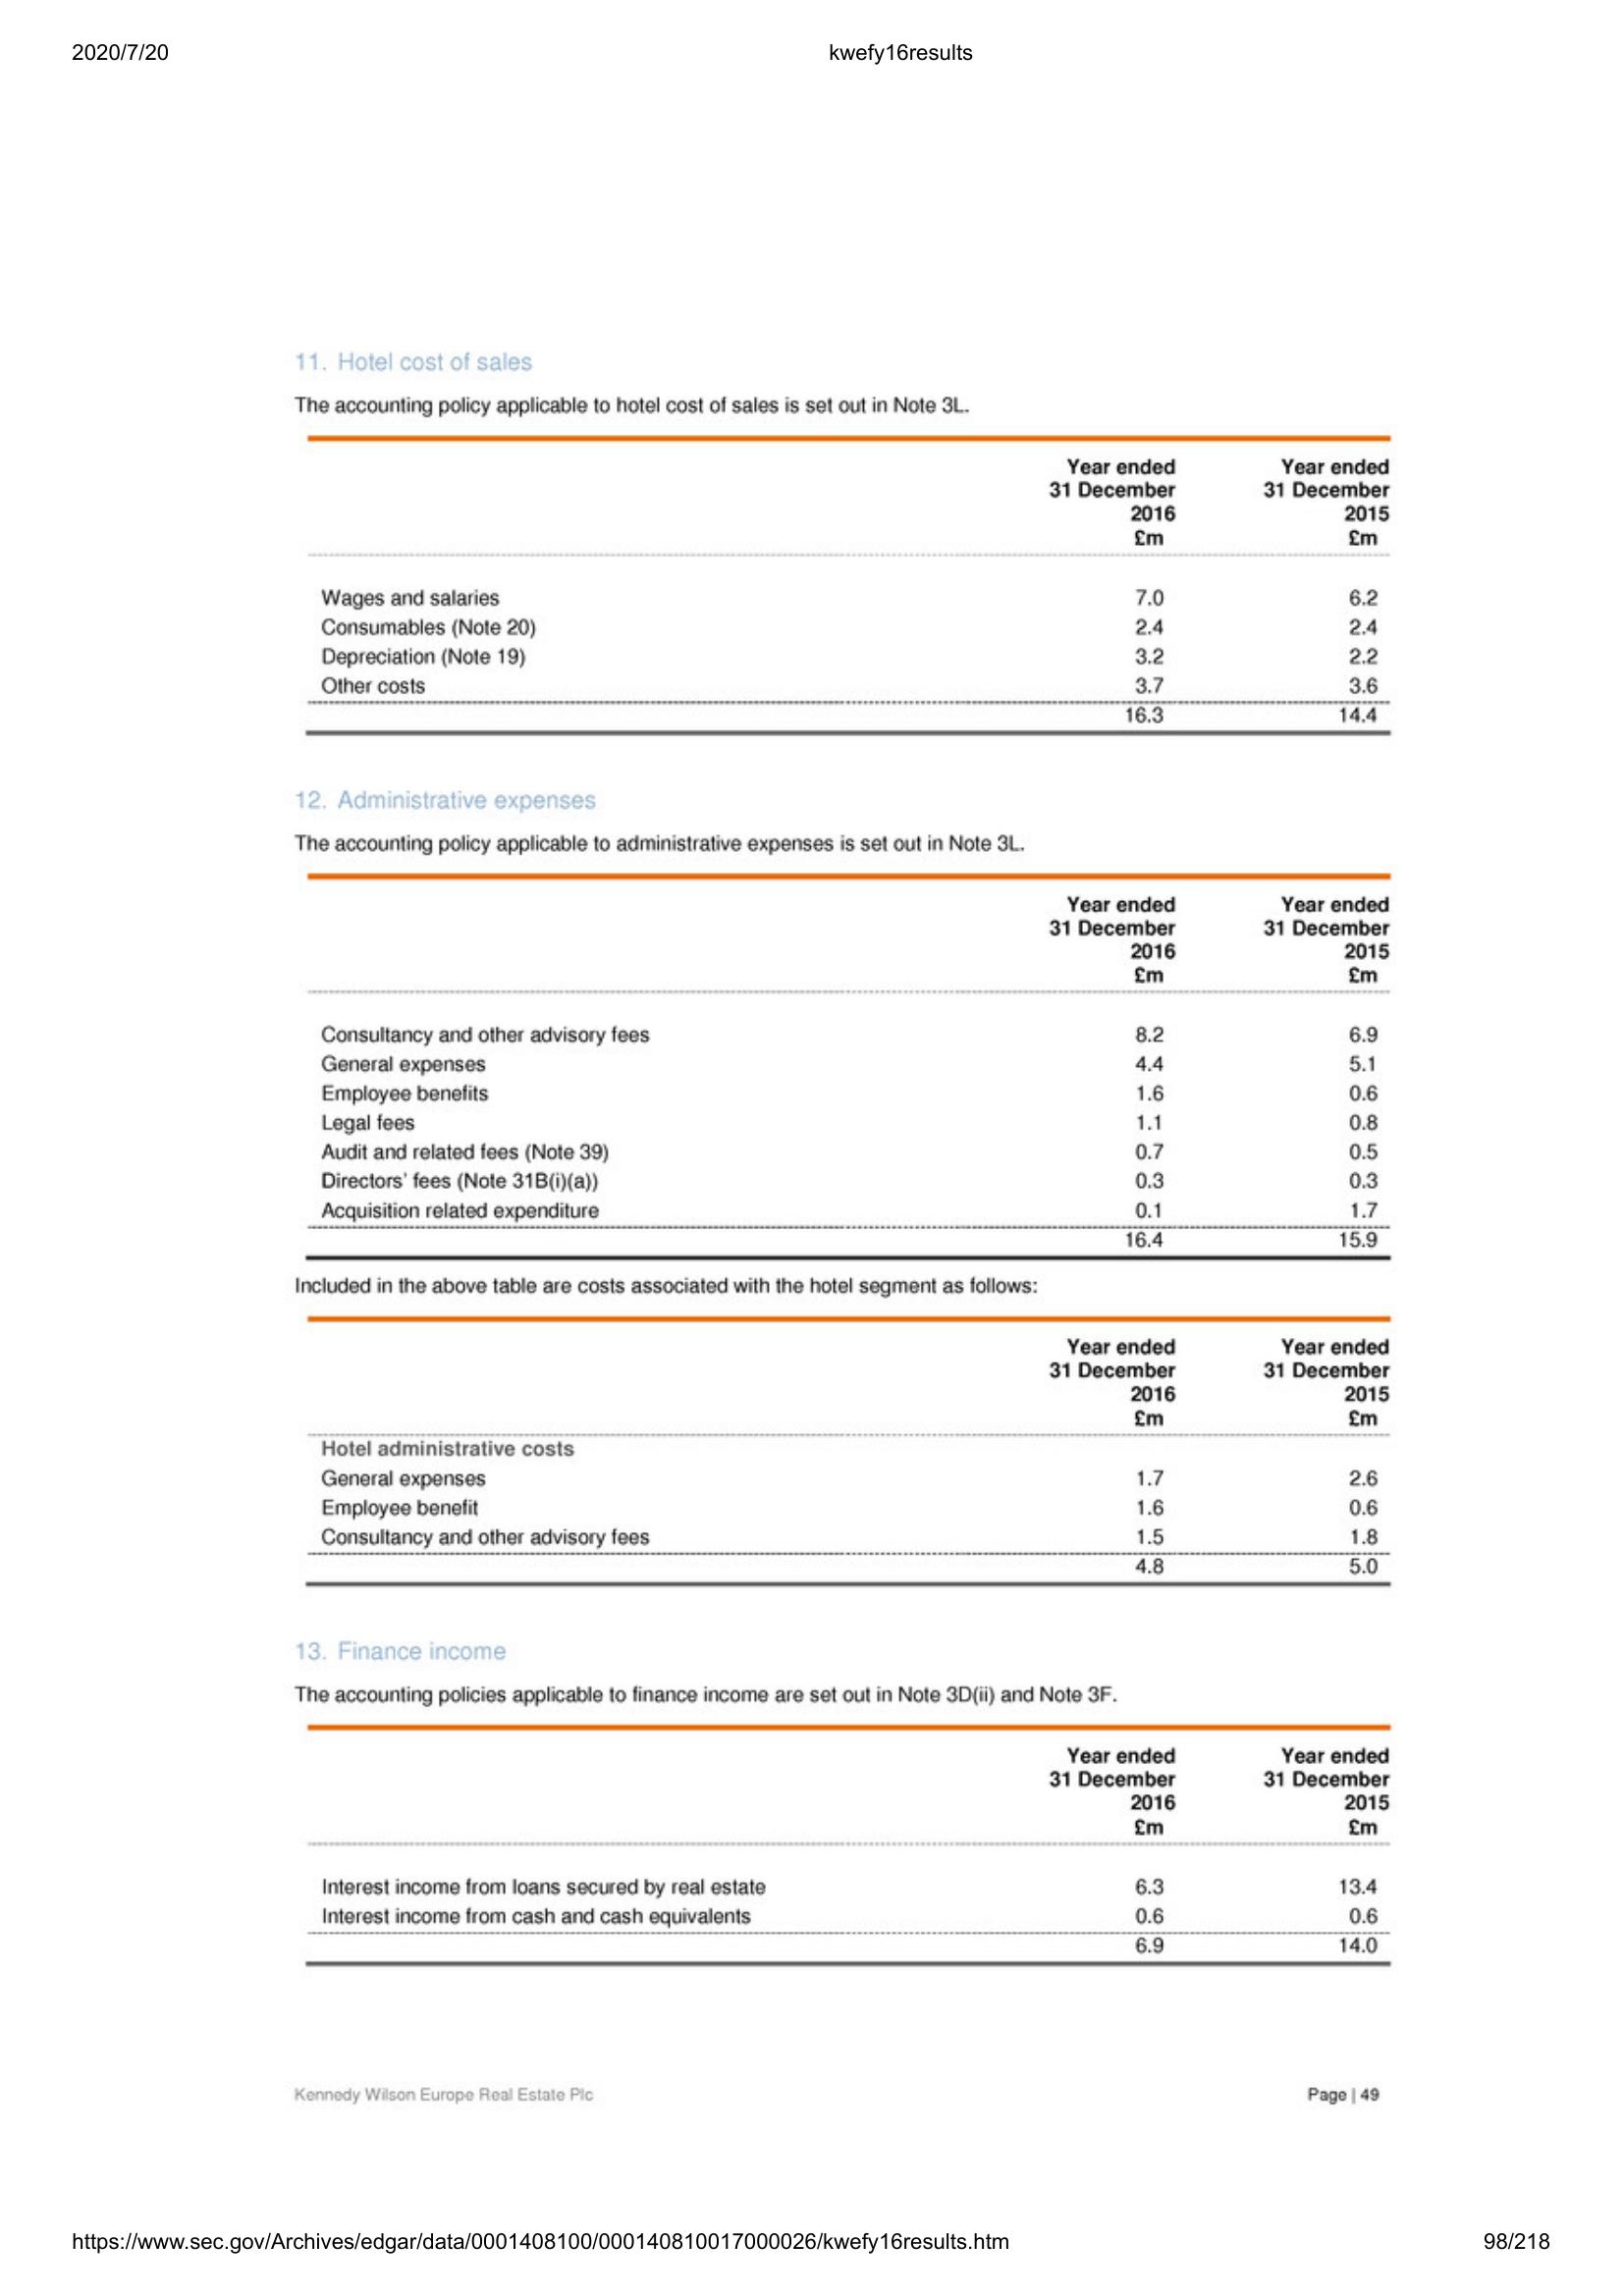 2020/7/20 kwefy16results
11. Hotel cost of sales
The accounting policy applicable to hotel cost of sales is set out in Note 3L.
Year ended Year ended
31 December 31 December
2016 2015
£m £m
Wages and salaries 7.0 6.2
Consumables (Note 20) 2.4 2.4
Depreciation (Note 19) 3.2 2.2
Other costs 3.7 3.6
16.3 14.4
12. Administrative expenses
The accounting policy applicable to administrative expenses is set out in Note 3L.
Year ended Year ended
31 December 31 December
2016 2015
£m £m
Consultancy and other advisory fees 8.2 6.9
General expenses 4.4 5.1
Employee benefits 1.6 0.6
Legal fees 1.1 0.8
Audit and related fees (Note 39) 0.7 0.5
Directors' fees (Note 31B(i)(a)) 0.3 0.3
Acquisition related expenditure 0.1 1.7
16.4 15.9
Included in the above table are costs associated with the hotel segment as follows:
Year ended Year ended
31 December 31 December
2016 2015
£m £m
Hotel administrative costs
General expenses 1.7 2.6
Employee benefit 1.6 0.6
Consultancy and other advisory fees 1.5 1.8
4.8 5.0
13. Finance income
The accounting policies applicable to finance income are set out in Note 3D(ii) and Note 3F.
Year ended Year ended
31 December 31 December
2016 2015
£m £m
Interest income from loans secured by real estate 6.3 13.4
Interest income from cash and cash equivalents 0.6 0.6
6.9 14.0
Kennedy Wilson Europe Real Estate Plc Page | 49
https://www.sec.gov/Archives/edgar/data/0001408100/000140810017000026/kwefy16results.htm 98/218